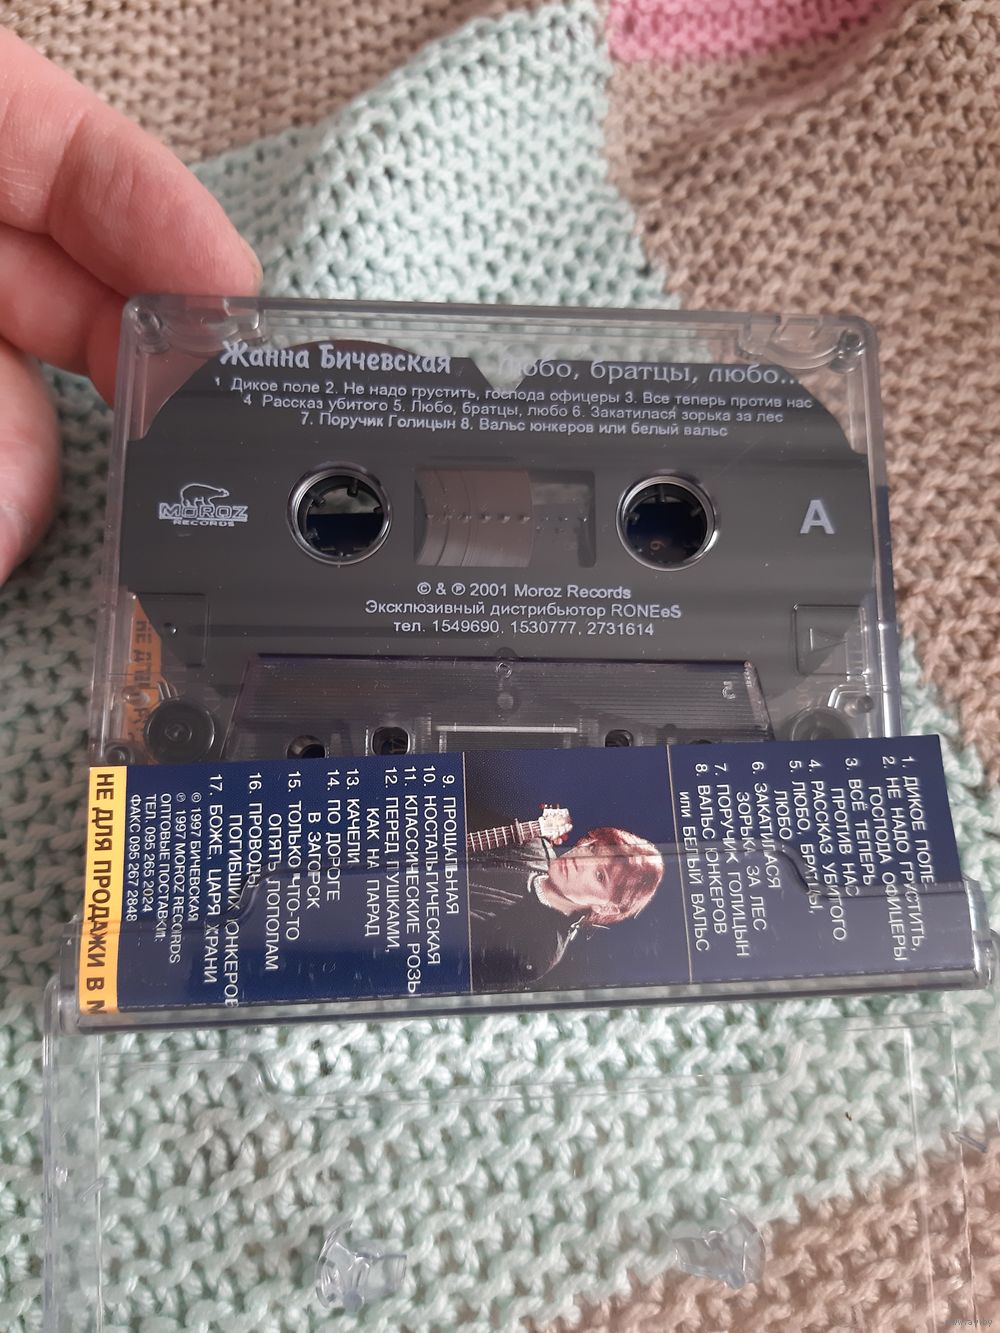 Жанна Бичевская Любо, братцы, любо...
1 Дикое поле 2. Не надо грустить, господа офицеры 3. Все теперь против нас
4 Рассказ убитого 5. Любо, братцы, любо 6. Закатилася зорька за лес
7. Поручик Голицын 8. Вальс юнкеров или белый вальс
MOROZ
RECORDS
A
© & ℗ 2001 Moroz Records
Эксклюзивный дистрибьютор RONEeS
тел. 1549690, 1530777, 2731614
1. ДИКОЕ ПОЛЕ
2. НЕ НАДО ГРУСТИТЬ,
ГОСПОДА ОФИЦЕРЫ
3. ВСЁ ТЕПЕРЬ
ПРОТИВ НАС
4. РАССКАЗ УБИТОГО
5. ЛЮБО, БРАТЦЫ,
ЛЮБО
6. ЗАКАТИЛАСЯ
ЗОРЬКА ЗА ЛЕС
7. ПОРУЧИК ГОЛИЦЫН
8. ВАЛЬС ЮНКЕРОВ
или БЕЛЫЙ ВАЛЬС
9. ПРОЩАЛЬНАЯ
10. НОСТАЛЬГИЧЕСКАЯ
11. КЛАССИЧЕСКИЕ РОЗЫ
12. ПЕРЕД ПУШКАМИ,
КАК НА ПАРАД
13. КАЧЕЛИ
14. ПО ДОРОГЕ
В ЗАГОРСК
15. ТОЛЬКО ЧТО-ТО
ОПЯТЬ ПОПОЛАМ
16. ПРОВОДЫ
ПОГИБШИХ ЮНКЕРОВ
17. БОЖЕ, ЦАРЯ ХРАНИ
© 1997 БИЧЕВСКАЯ
℗ 1997 MOROZ RECORDS
ОПТОВЫЕ ПОСТАВКИ:
ТЕЛ. 095 265 2024
ФАКС 095 267 2848
НЕ ДЛЯ ПРОДАЖИ В